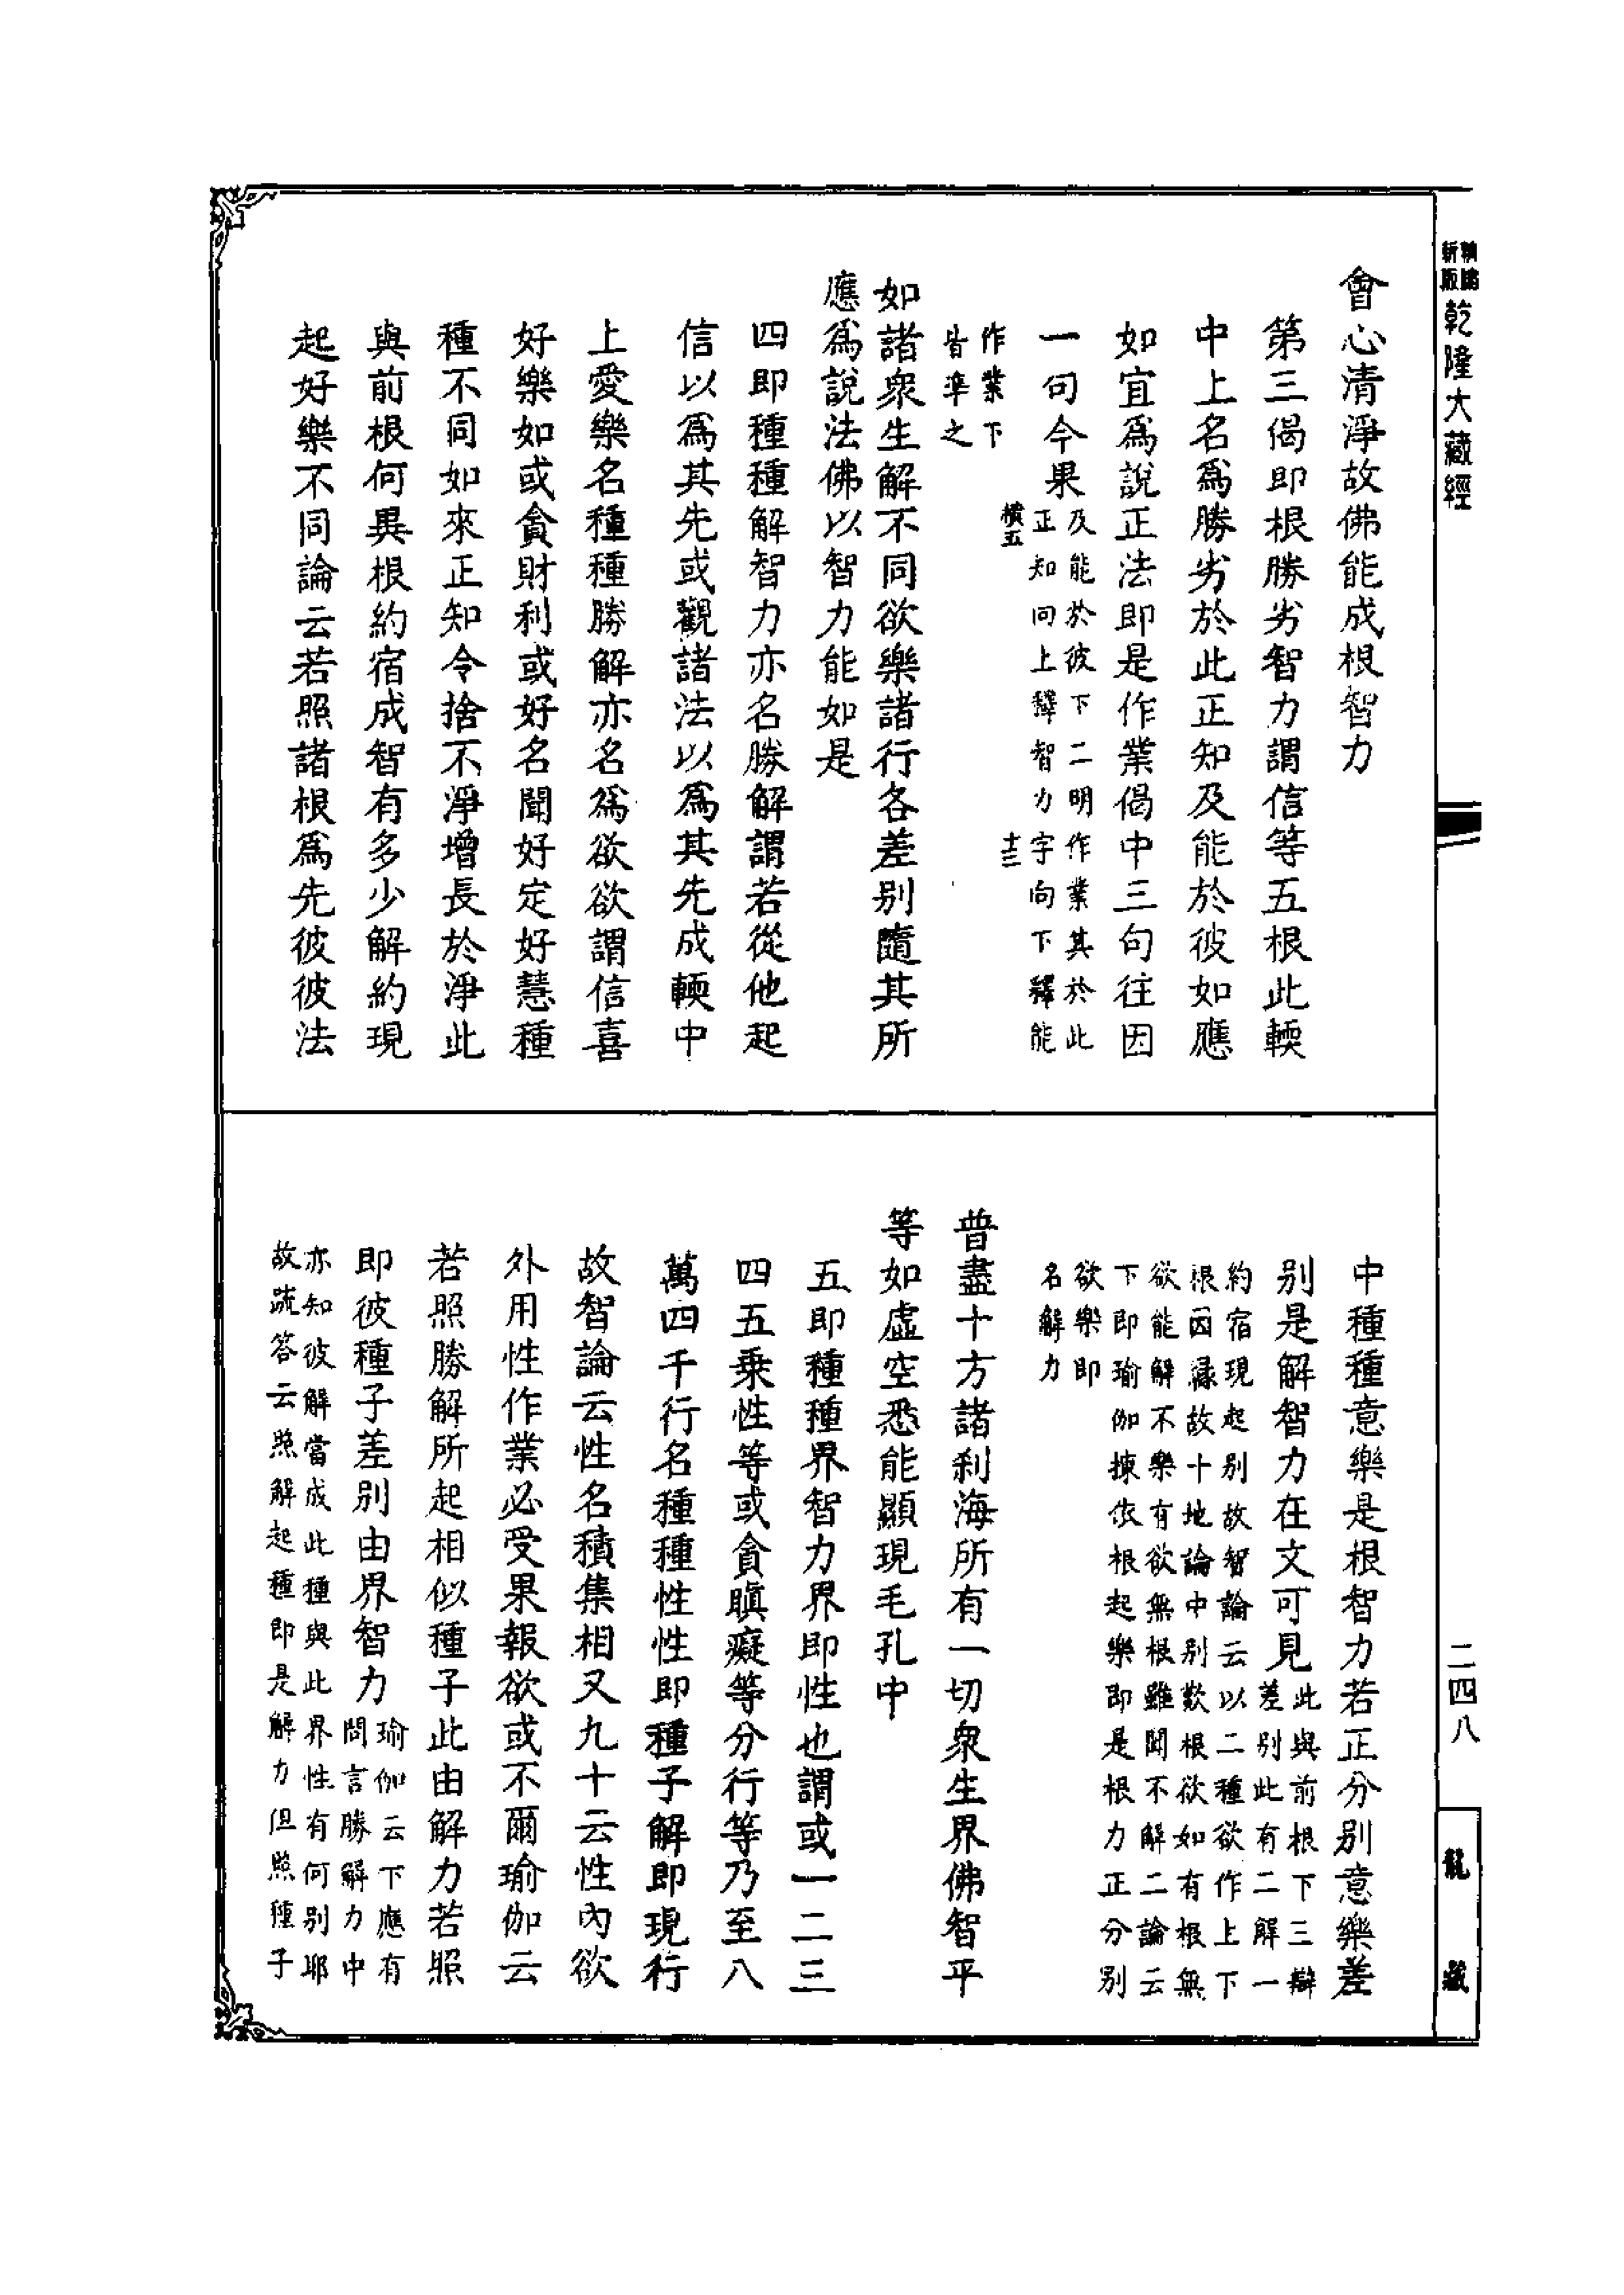 新版
精縮
乾隆大藏經
會心清淨故佛能成根智力
第三偈即根勝劣智力謂信等五根此輭
中上名爲勝劣於此正知及能於彼如應
如宜爲說正法即是作業偈中三句往因
一句今果
及能於彼下二明作業其於此
正知向上釋智力字向下釋能
橫五
十三
作業下
皆準之
如諸衆生解不同欲樂諸行各差别隨其所
應爲說法佛以智力能如是
四即種種解智力亦名勝解謂若從他起
信以爲其先或觀諸法以爲其先成輭中
上愛樂名種種勝解亦名爲欲欲謂信喜
好樂如或貪財利或好名聞好定好慧種
種不同如來正知令捨不淨增長於淨此
與前根何異根約宿成智有多少解約現
起好樂不同論云若照諸根爲先彼彼法
中種種意樂是根智力若正分别意樂差
别是解智力在文可見
此與前根下三辯
差别此有二解一
約宿現起别故智論云以二種欲作上下
根因緣故十地論中别歎根欲如有根無
欲能解不樂有欲無根雖聞不解二論云
下即瑜伽揀依根起樂即是根力正分别
欲樂即
名解力
普盡十方諸刹海所有一切衆生界佛智平
等如虛空悉能顯現毛孔中
五即種種界智力界即性也謂或一二三
四五乘性等或貪瞋癡等分行等乃至八
萬四千行名種種性性即種子解即現行
故智論云性名積集相又九十云性內欲
外用性作業必受果報欲或不爾瑜伽云
若照勝解所起相似種子此由解力若照
即彼種子差别由界智力
瑜伽云下應有
問言勝解力中
亦知彼解當成此種與此界性有何别耶
故疏答云照解起種即是解力但照種子
二四八
龍藏